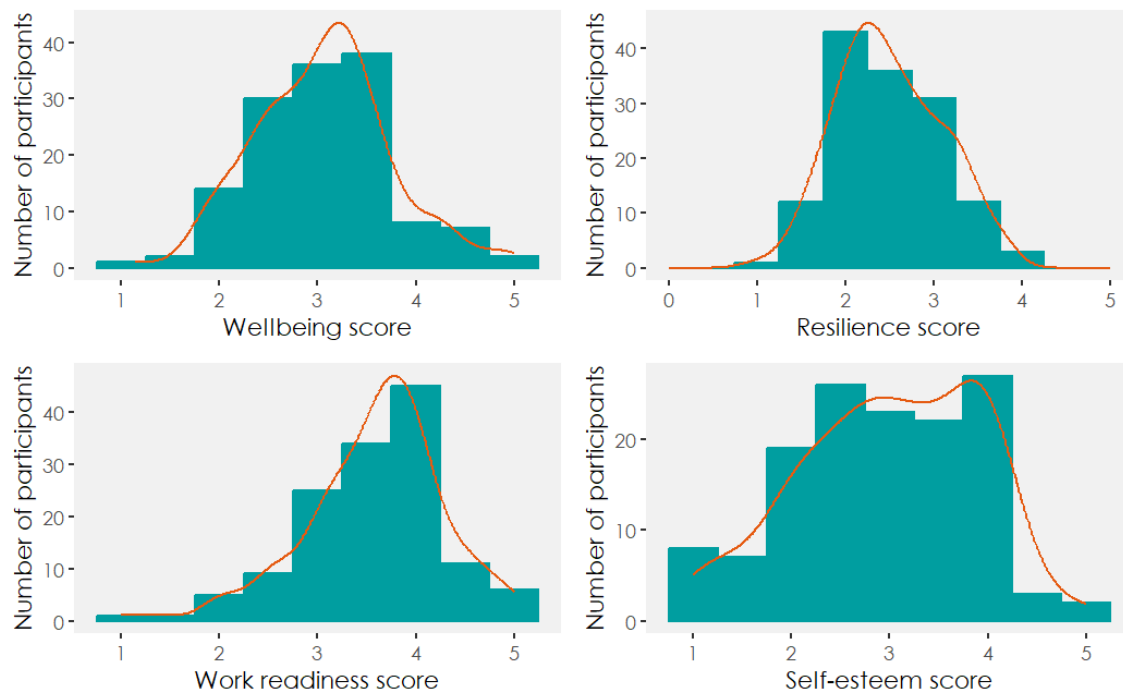 Number of participants
40
30
20
10
0
1 2 3 4 5
Wellbeing score
Number of participants
40
30
20
10
0
0 1 2 3 4 5
Resilience score
Number of participants
40
30
20
10
0
1 2 3 4 5
Work readiness score
Number of participants
20
10
0
1 2 3 4 5
Self-esteem score